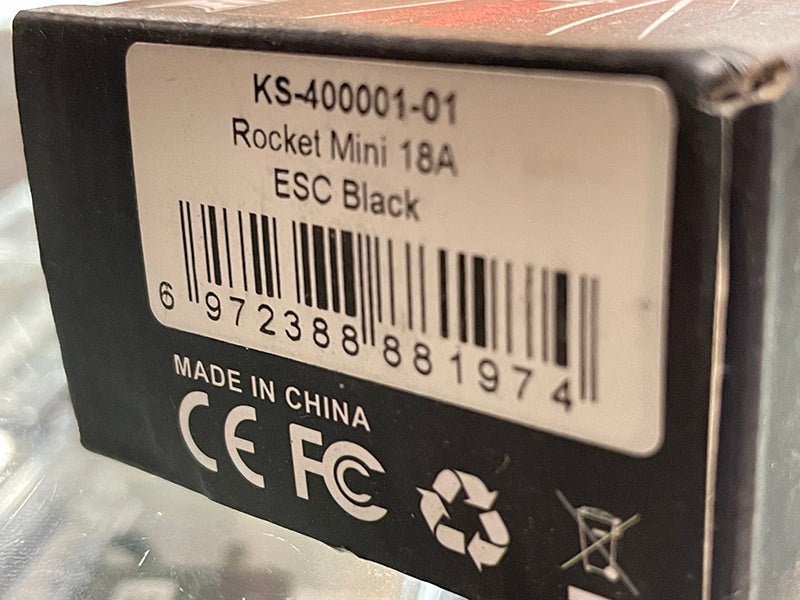 KS-400001-01
Rocket Mini 18A
ESC Black
6 972388 881974
MADE IN CHINA
CE FC